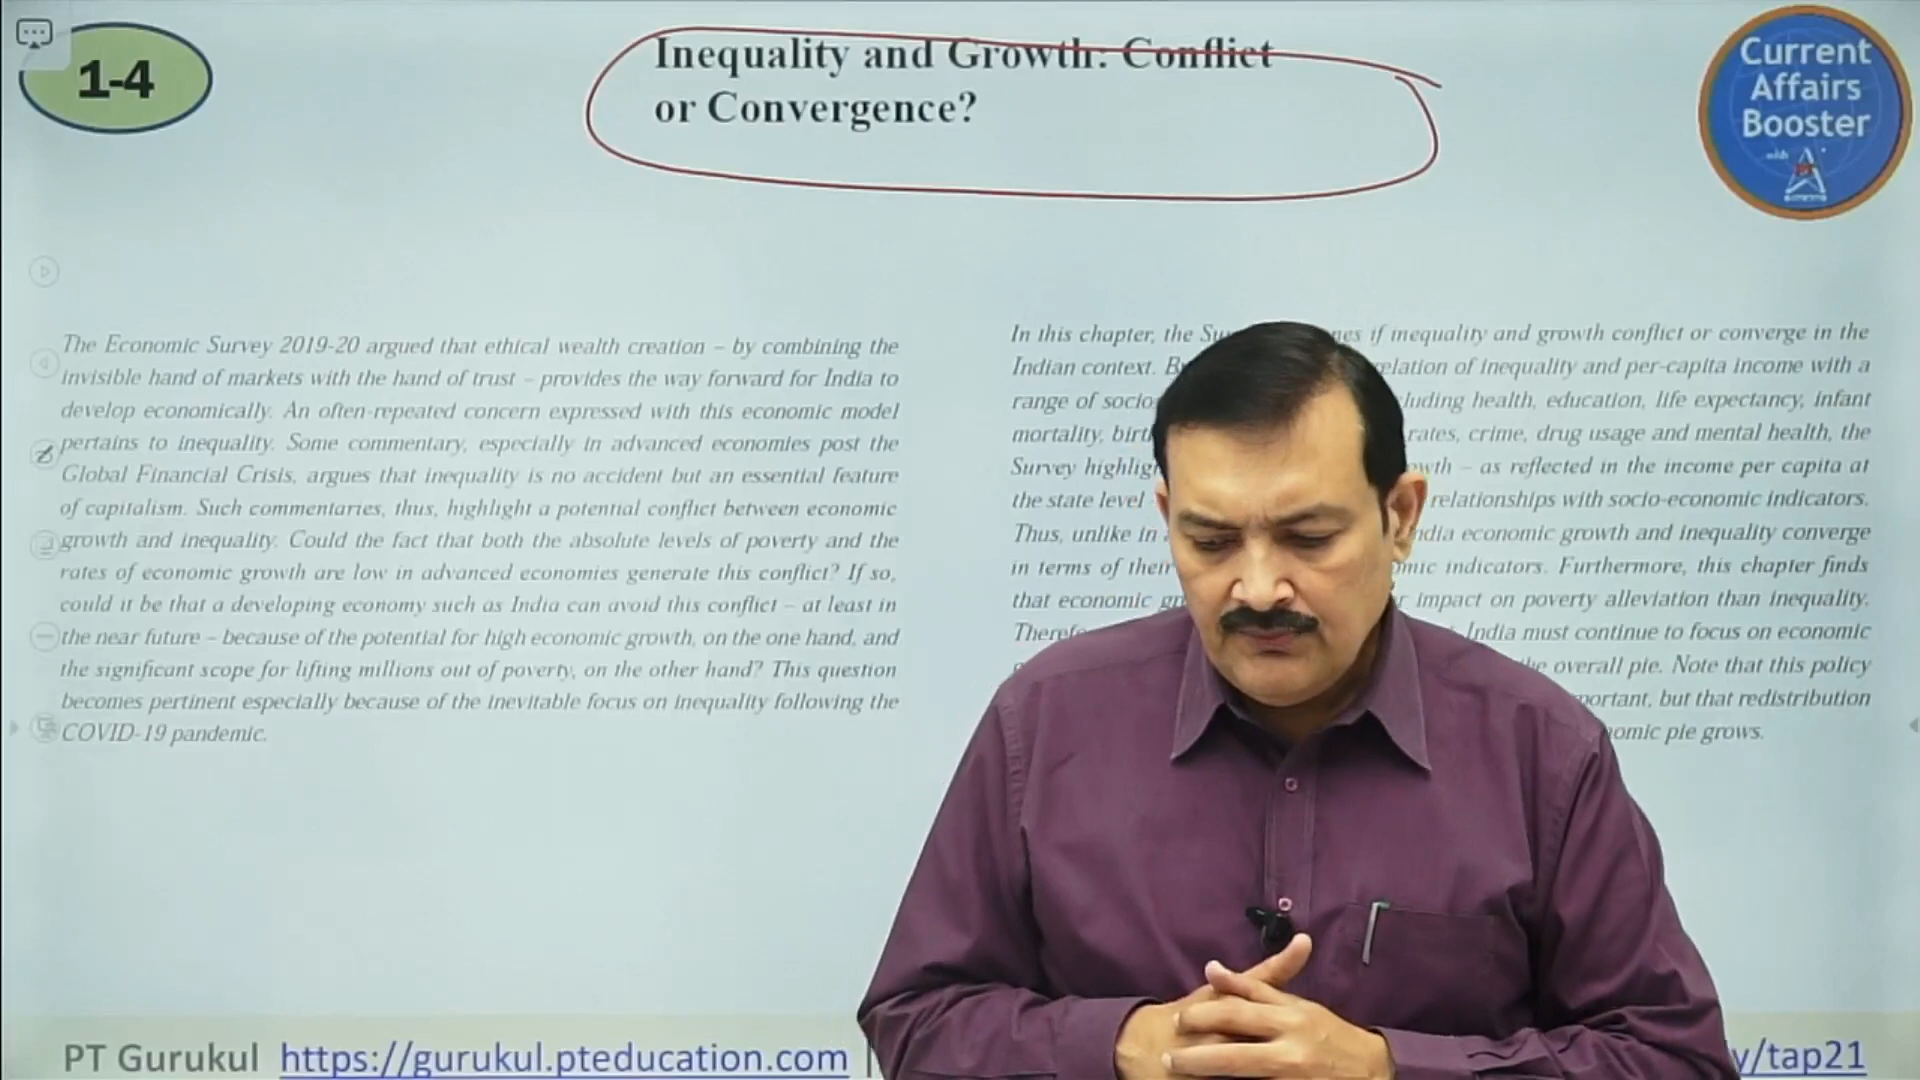 1-4
Inequality and Growth: Conflict
or Convergence?
Current
Affairs
Booster
with
The Economic Survey 2019-20 argued that ethical wealth creation – by combining the
invisible hand of markets with the hand of trust – provides the way forward for India to
develop economically. An often-repeated concern expressed with this economic model
pertains to inequality. Some commentary, especially in advanced economies post the
Global Financial Crisis, argues that inequality is no accident but an essential feature
of capitalism. Such commentaries, thus, highlight a potential conflict between economic
growth and inequality. Could the fact that both the absolute levels of poverty and the
rates of economic growth are low in advanced economies generate this conflict? If so,
could it be that a developing economy such as India can avoid this conflict – at least in
the near future – because of the potential for high economic growth, on the one hand, and
the significant scope for lifting millions out of poverty, on the other hand? This question
becomes pertinent especially because of the inevitable focus on inequality following the
COVID-19 pandemic.
In this chapter, the if inequality and growth conflict or converge in the
Indian context. of inequality and per-capita income with a
range of health, education, life expectancy, infant
mortality, rates, crime, drug usage and mental health, the
Survey – as reflected in the income per capita at
the state level relationships with socio-economic indicators.
Thus, unlike in economic growth and inequality converge
in terms of their indicators. Furthermore, this chapter finds
that economic impact on poverty alleviation than inequality.
India must continue to focus on economic
overall pie. Note that this policy
but that redistribution
pie grows.
PT Gurukul https://gurukul.pteducation.com |
/tap21